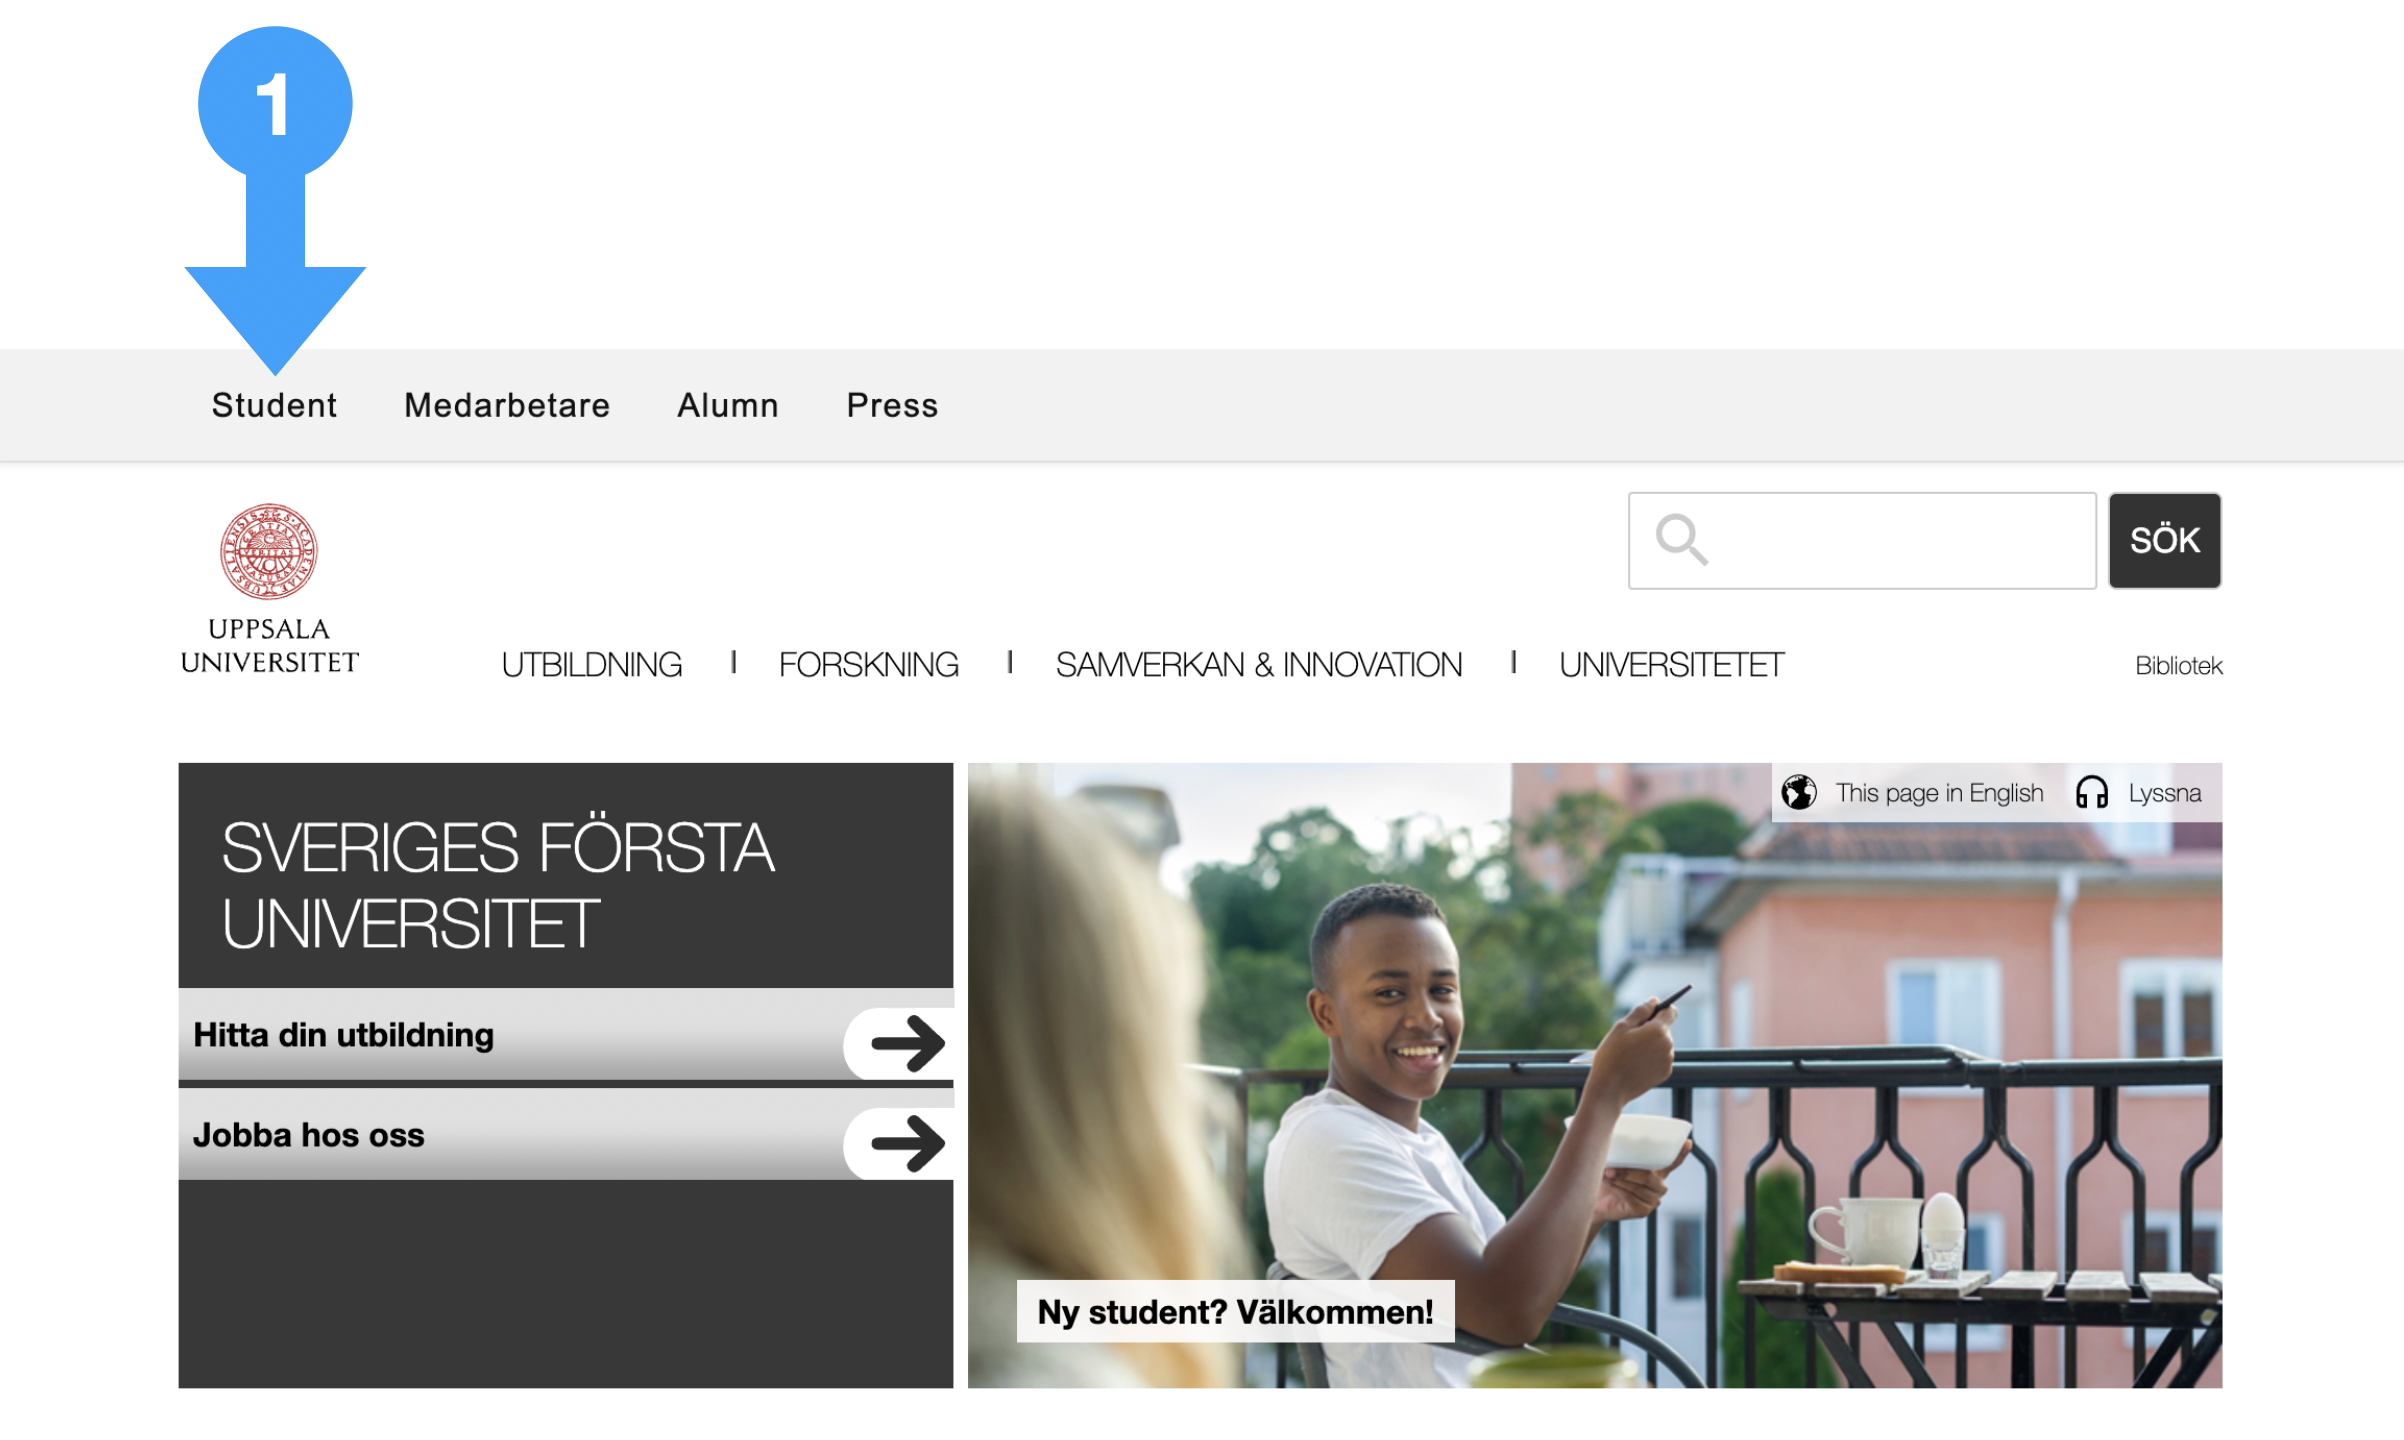 1
Student Medarbetare Alumn Press
SÖK
UPPSALA
UNIVERSITET
UTBILDNING | FORSKNING | SAMVERKAN & INNOVATION | UNIVERSITETET
Bibliotek
SVERIGES FÖRSTA
UNIVERSITET
Hitta din utbildning
Jobba hos oss
This page in English Lyssna
Ny student? Välkommen!